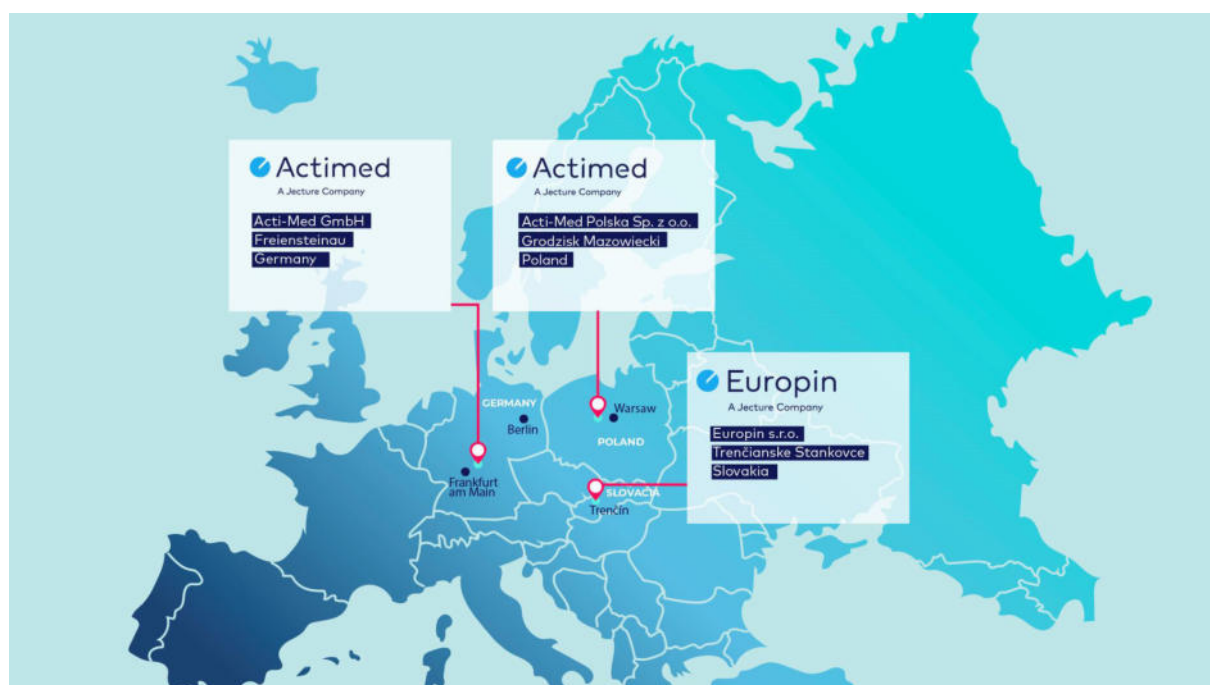 Actimed
A Jecture Company
Acti-Med GmbH
Freiensteinau
Germany
Actimed
A Jecture Company
Acti-Med Polska Sp. z o.o.
Grodzisk Mazowiecki
Poland
Europin
A Jecture Company
Europin s.r.o.
Trenčianske Stankovce
Slovakia
GERMANY
Berlin
Warsaw
POLAND
Frankfurt
am Main
SLOVACIA
Trenčín